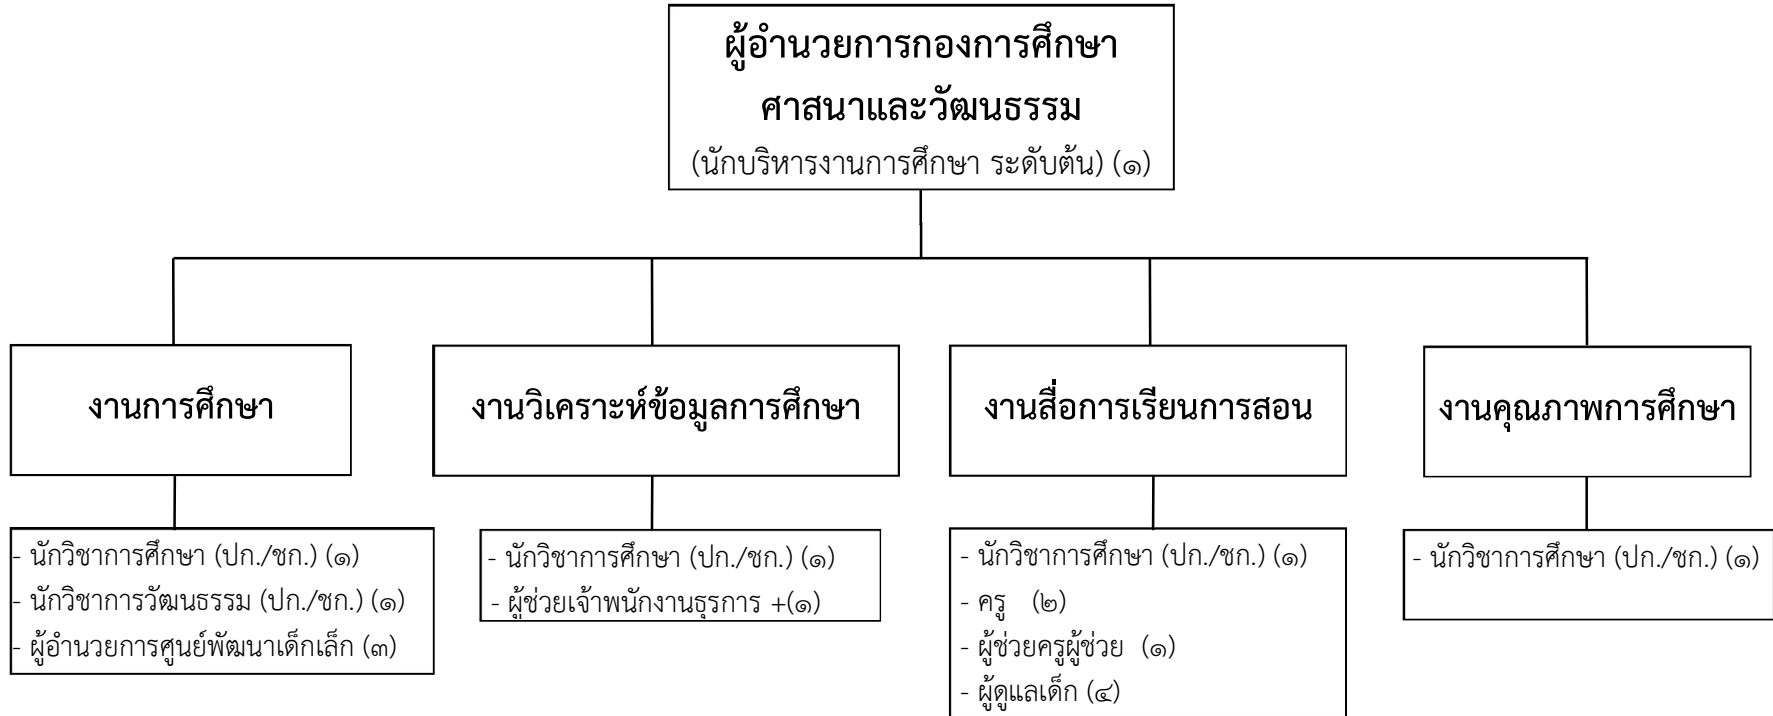 ผู้อำนวยการกองการศึกษา
ศาสนาและวัฒนธรรม
(นักบริหารงานการศึกษา ระดับต้น) (๑)
งานการศึกษา
- นักวิชาการศึกษา (ปก./ชก.) (๑)
- นักวิชาการวัฒนธรรม (ปก./ชก.) (๑)
- ผู้อำนวยการศูนย์พัฒนาเด็กเล็ก (๓)
งานวิเคราะห์ข้อมูลการศึกษา
- นักวิชาการศึกษา (ปก./ชก.) (๑)
- ผู้ช่วยเจ้าพนักงานธุรการ +(๑)
งานสื่อการเรียนการสอน
- นักวิชาการศึกษา (ปก./ชก.) (๑)
- ครู (๒)
- ผู้ช่วยครูผู้ช่วย (๑)
- ผู้ดูแลเด็ก (๔)
งานคุณภาพการศึกษา
- นักวิชาการศึกษา (ปก./ชก.) (๑)